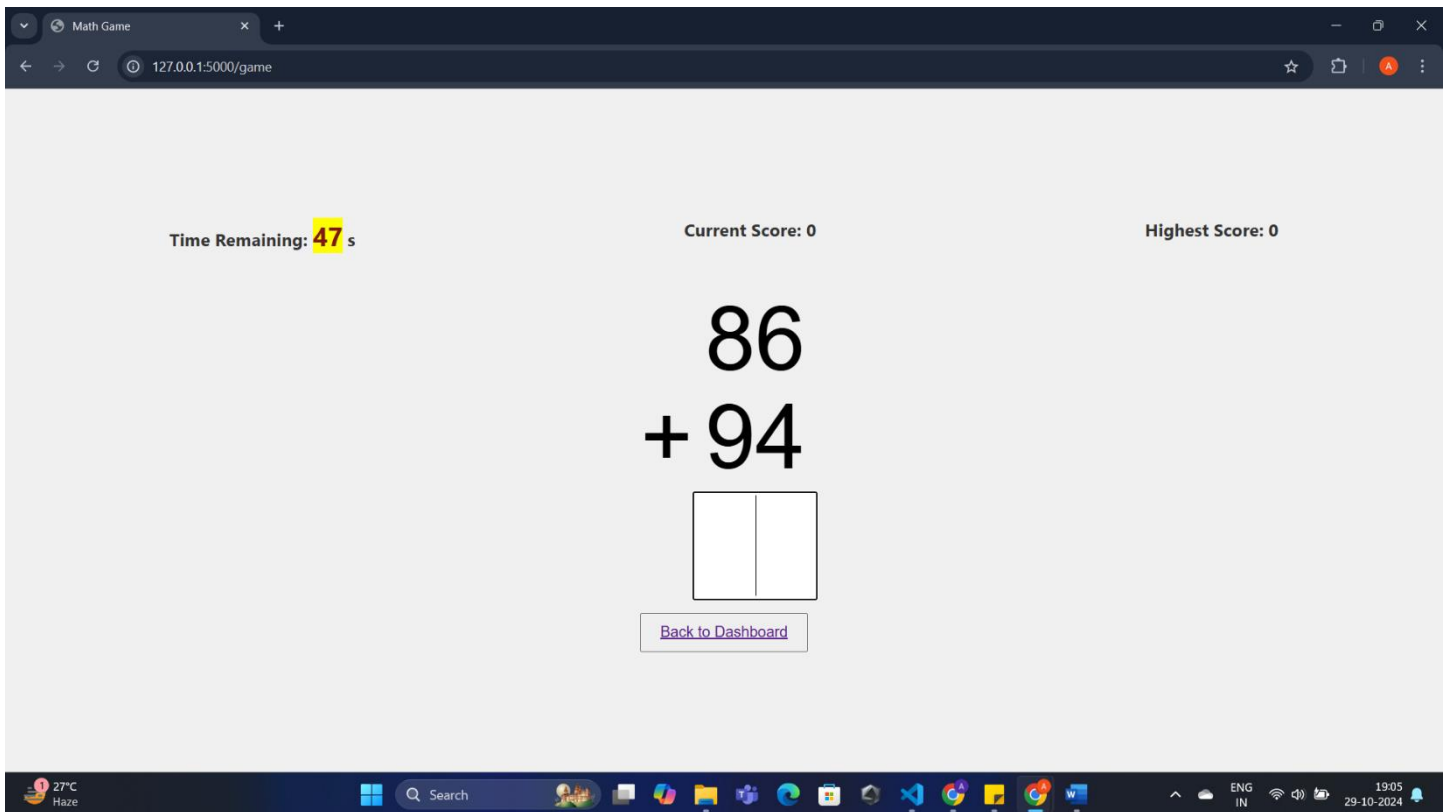 Math Game
127.0.0.1:5000/game
A
Time Remaining: 47 s
Current Score: 0
Highest Score: 0
86
+ 94
Back to Dashboard
1
27°C
Haze
Search
ENG
IN
19:05
29-10-2024